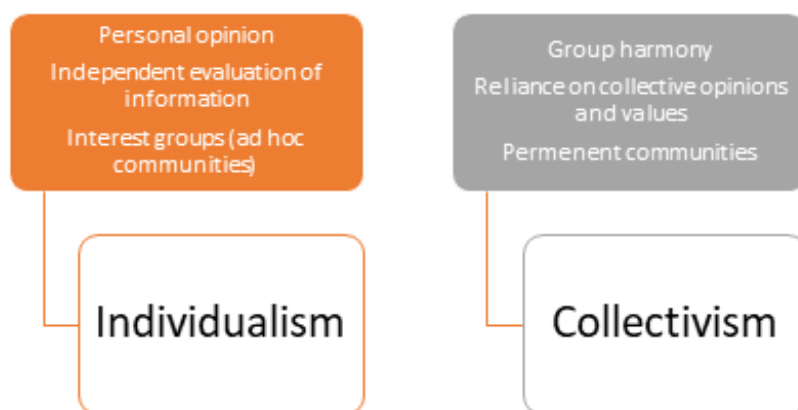 Personal opinion
Independent evaluation of
information
Interest groups (ad hoc
communities)
Individualism
Group harmony
Reliance on collective opinions
and values
Permenent communities
Collectivism